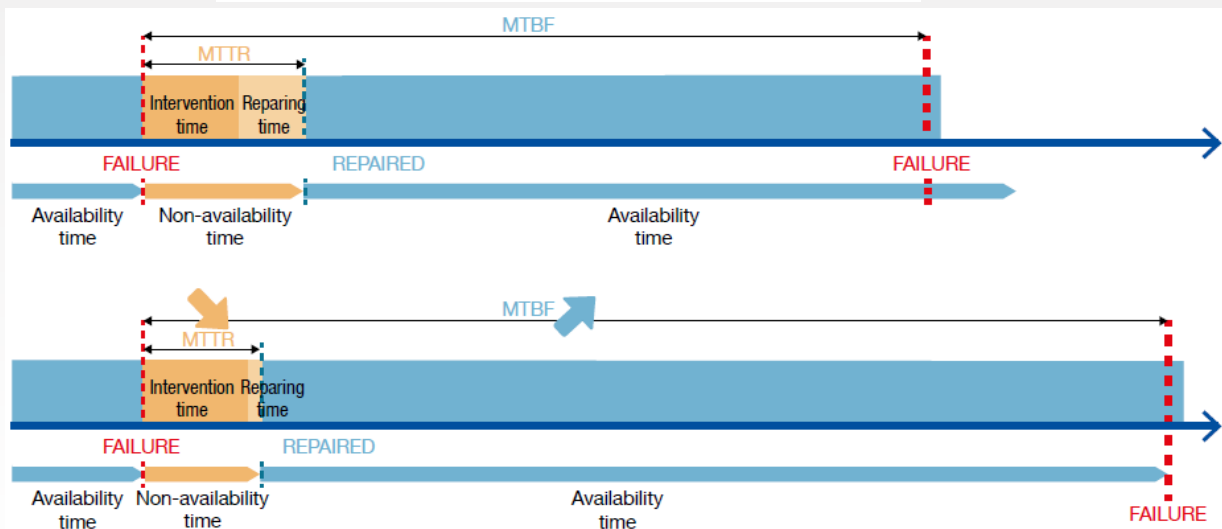 MTBF
MTTR
Intervention Reparing
time time
FAILURE REPAIRED FAILURE
Availability Non-availability Availability
time time time
MTBF
MTTR
Intervention Reparing
time time
FAILURE REPAIRED
Availability Non-availability Availability
time time time
FAILURE